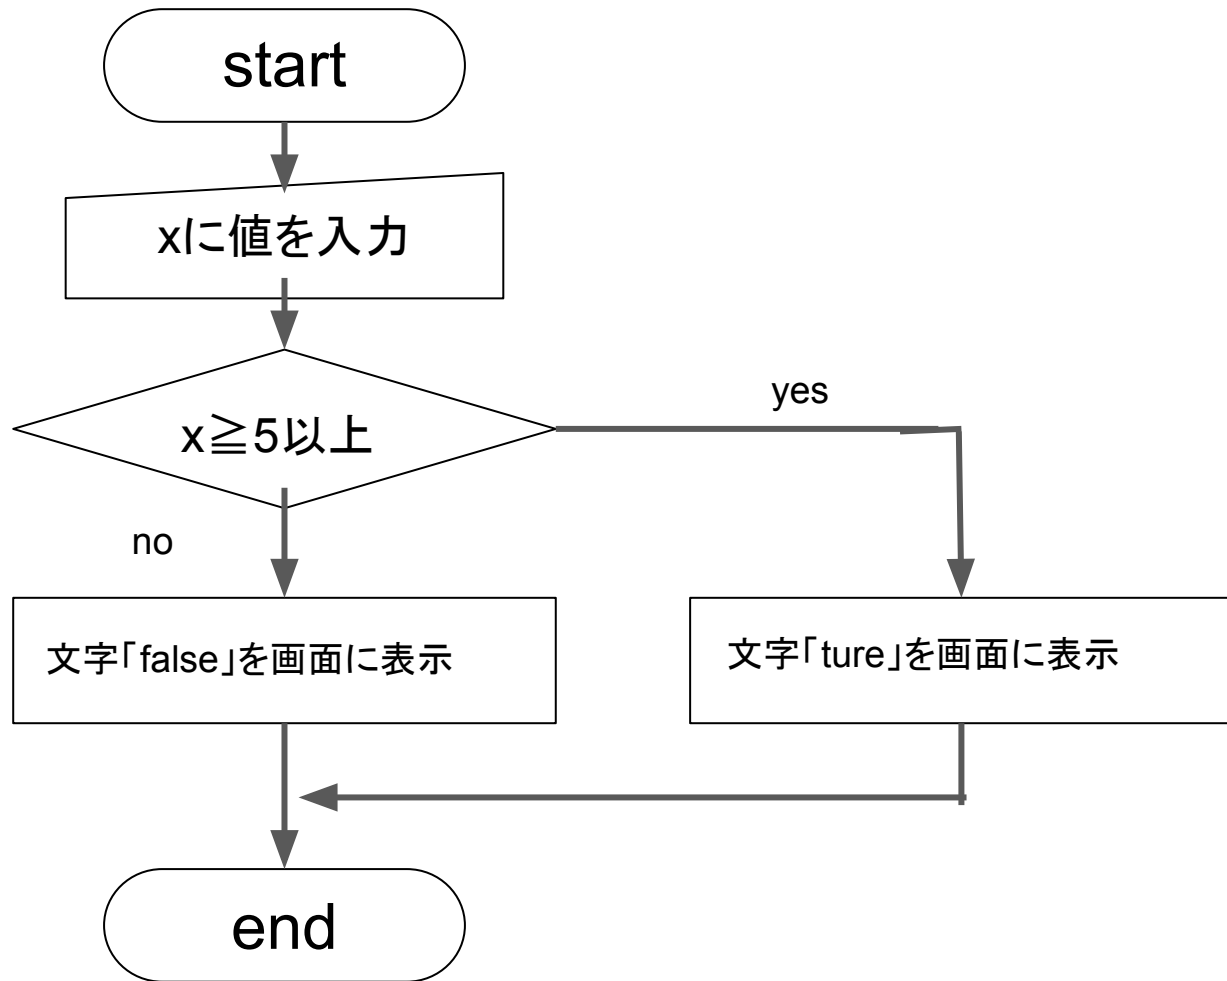 start
xに値を入力
x≧5以上
yes
no
文字「false」を画面に表示
文字「ture」を画面に表示
end